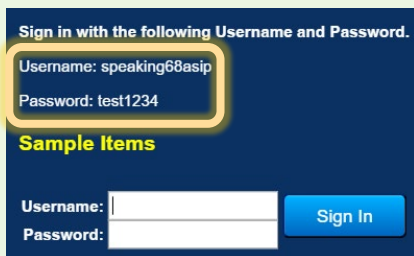 Sign in with the following Username and Password.
Username: speaking68asip
Password: test1234
Sample Items
Username:
Sign In
Password: